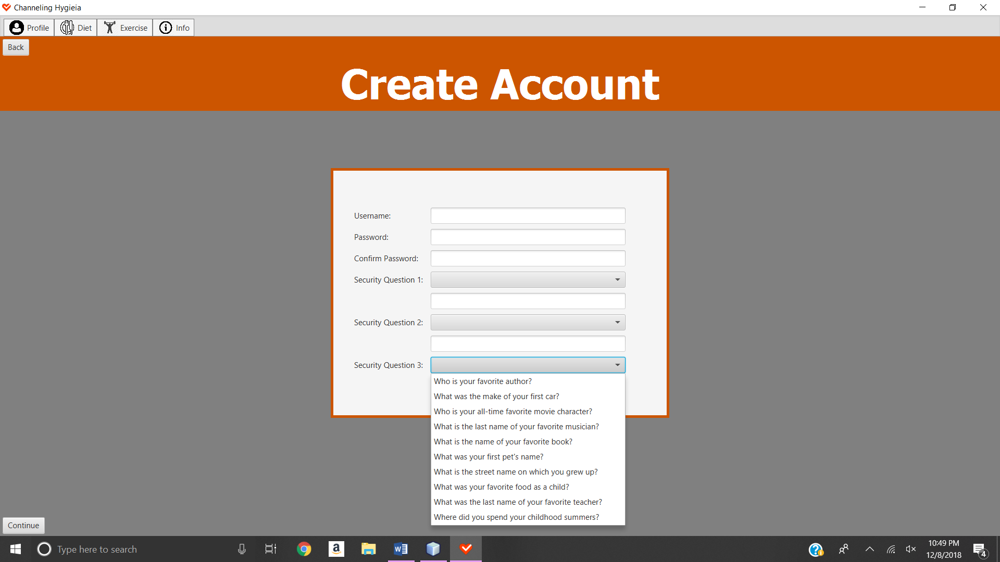 Channeling Hygieia
Profile Diet Exercise Info
Back
Create Account
Username:
Password:
Confirm Password:
Security Question 1:
Security Question 2:
Security Question 3:
Who is your favorite author?
What was the make of your first car?
Who is your all-time favorite movie character?
What is the last name of your favorite musician?
What is the name of your favorite book?
What was your first pet's name?
What is the street name on which you grew up?
What was your favorite food as a child?
What was the last name of your favorite teacher?
Where did you spend your childhood summers?
Continue
Type here to search
10:49 PM
12/8/2018
4